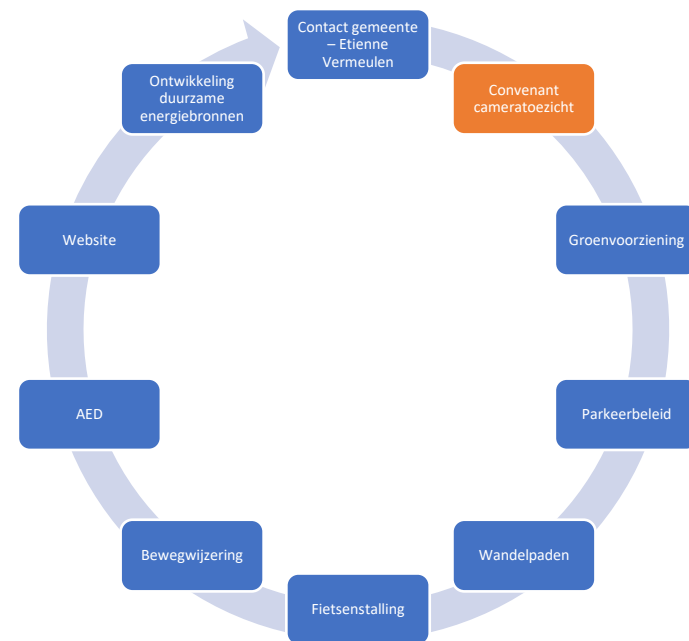 Contact gemeente
– Etienne
Vermeulen
Convenant
cameratoezicht
Groenvoorziening
Parkeerbeleid
Wandelpaden
Fietsenstalling
Bewegwijzering
AED
Website
Ontwikkeling
duurzame
energiebronnen